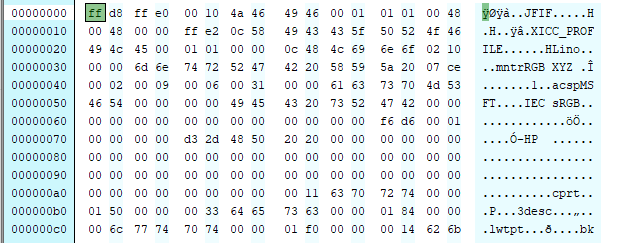 00000000 ff d8 ff e0 00 10 4a 46 49 46 00 01 01 01 00 48 ÿØÿà..JFIF.....H
00000010 00 48 00 00 ff e2 0c 58 49 43 43 5f 50 52 4f 46 .H..ÿâ.XICC_PROF
00000020 49 4c 45 00 01 01 00 00 0c 48 4c 69 6e 6f 02 10 ILE......HLino..
00000030 00 00 6d 6e 74 72 52 47 42 20 58 59 5a 20 07 ce ..mntrRGB XYZ .Î
00000040 00 02 00 09 00 06 00 31 00 00 61 63 73 70 4d 53 .......1..acspMS
00000050 46 54 00 00 00 00 49 45 43 20 73 52 47 42 00 00 FT....IEC sRGB..
00000060 00 00 00 00 00 00 00 00 00 00 00 00 f6 d6 00 01 ............öÖ..
00000070 00 00 00 00 d3 2d 48 50 20 20 00 00 00 00 00 00 ....Ó-HP  ......
00000080 00 00 00 00 00 00 00 00 00 00 00 00 00 00 00 00 ................
00000090 00 00 00 00 00 00 00 00 00 00 00 00 00 00 00 00 ................
000000a0 00 00 00 00 00 00 00 00 00 11 63 70 72 74 00 00 ..........cprt..
000000b0 01 50 00 00 00 33 64 65 73 63 00 00 01 84 00 00 .P...3desc...„..
000000c0 00 6c 77 74 70 74 00 00 01 f0 00 00 00 14 62 6b .lwtpt...ð....bk